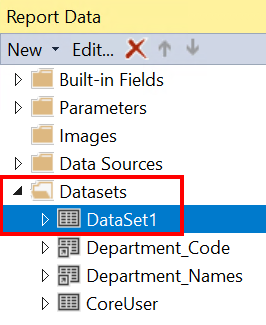 Report Data
New Edit...
Built-in Fields
Parameters
Images
Data Sources
Datasets
DataSet1
Department_Code
Department_Names
CoreUser